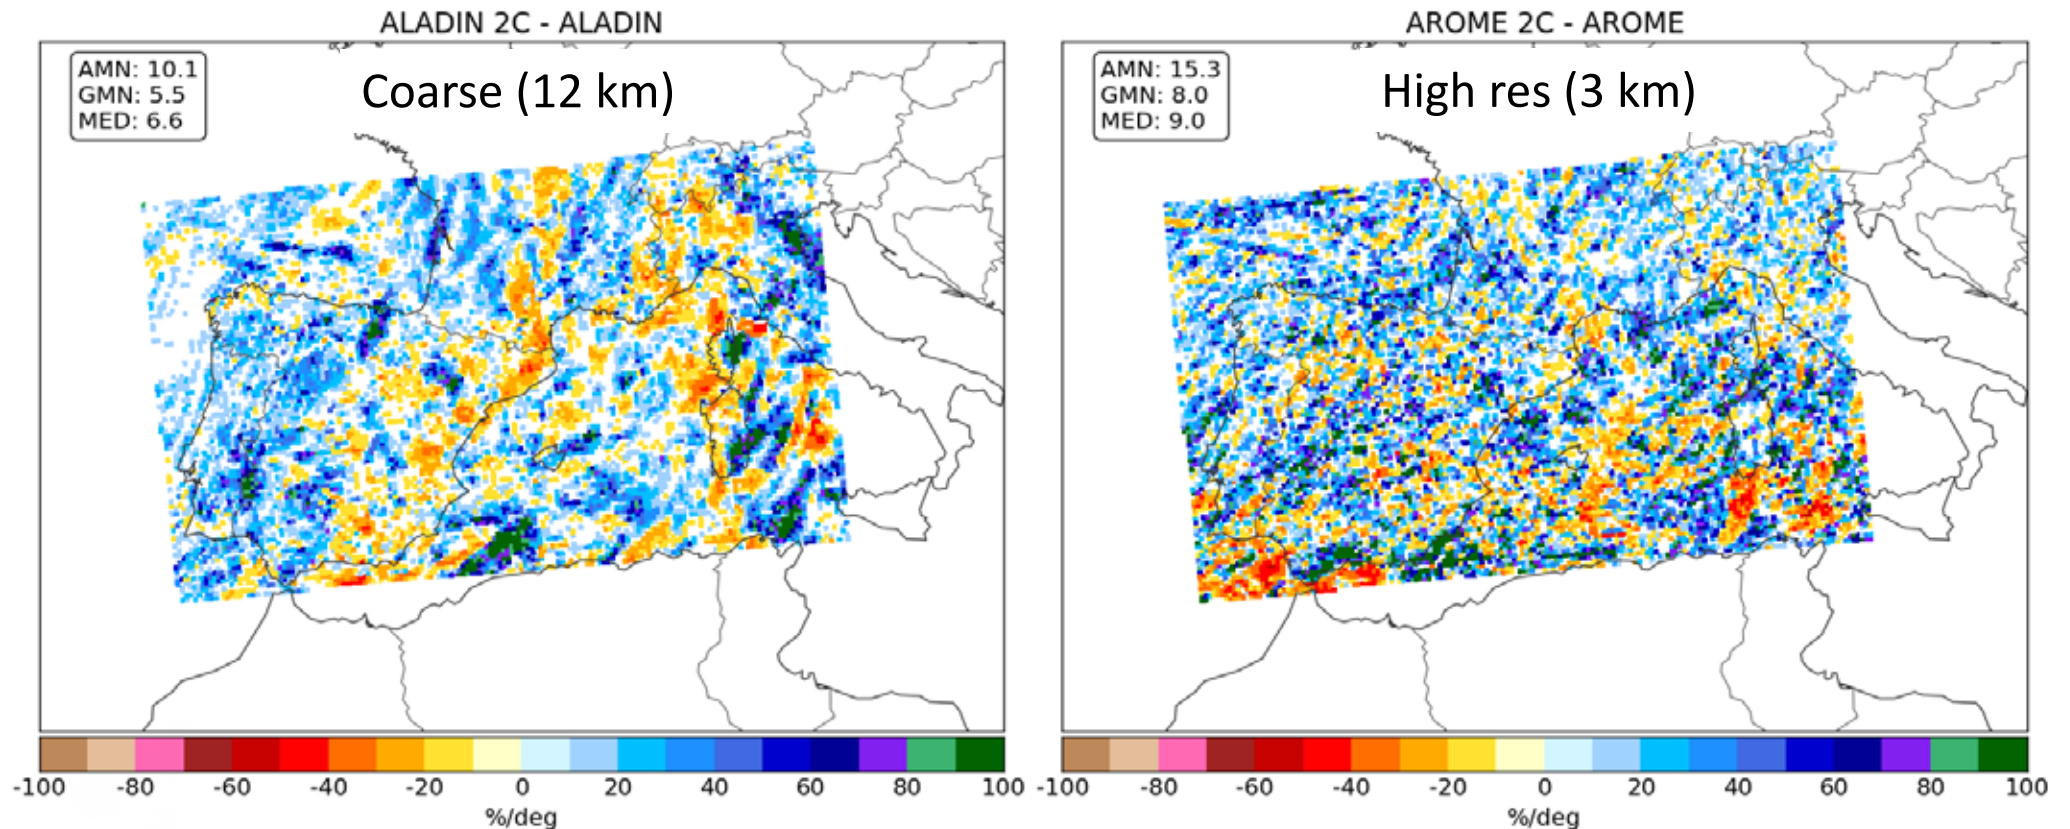 ALADIN 2C - ALADIN
AMN: 10.1
GMN: 5.5
MED: 6.6
Coarse (12 km)
-100 -80 -60 -40 -20 0 20 40 60 80 100
%/deg
AROME 2C - AROME
AMN: 15.3
GMN: 8.0
MED: 9.0
High res (3 km)
-100 -80 -60 -40 -20 0 20 40 60 80 100
%/deg